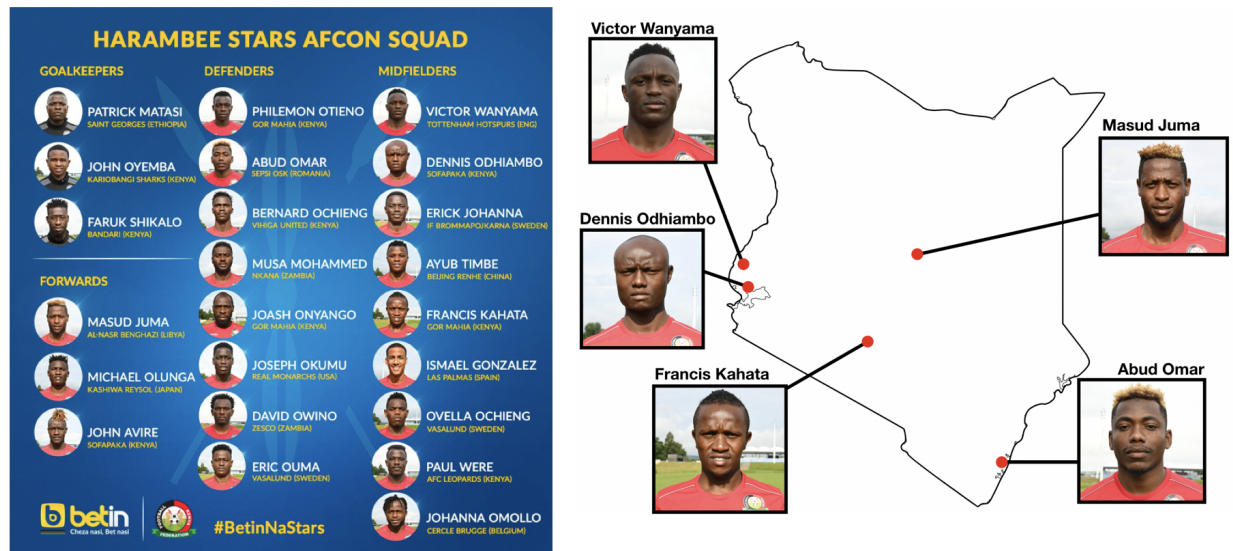 HARAMBEE STARS AFCON SQUAD
GOALKEEPERS
PATRICK MATASI
SAINT GEORGES (ETHIOPIA)
JOHN OYEMBA
KARIOBANGI SHARKS (KENYA)
FARUK SHIKALO
BANDARI (KENYA)
FORWARDS
MASUD JUMA
AL-NASR BENGHAZI (LIBYA)
MICHAEL OLUNGA
KASHIWA REYSOL (JAPAN)
JOHN AVIRE
SOFAPAKA (KENYA)
DEFENDERS
PHILEMON OTIENO
GOR MAHIA (KENYA)
ABUD OMAR
SEPSI OSK (ROMANIA)
BERNARD OCHIENG
VIHIGA UNITED (KENYA)
MUSA MOHAMMED
NKANA (ZAMBIA)
JOASH ONYANGO
GOR MAHIA (KENYA)
JOSEPH OKUMU
REAL MONARCHS (USA)
DAVID OWINO
ZESCO (ZAMBIA)
ERIC OUMA
VASALUND (SWEDEN)
MIDFIELDERS
VICTOR WANYAMA
TOTTENHAM HOTSPURS (ENG)
DENNIS ODHIAMBO
SOFAPAKA (KENYA)
ERICK JOHANNA
IF BROMMAPOJKARNA (SWEDEN)
AYUB TIMBE
BEIJING RENHE (CHINA)
FRANCIS KAHATA
GOR MAHIA (KENYA)
ISMAEL GONZALEZ
LAS PALMAS (SPAIN)
OVELLA OCHIENG
VASALUND (SWEDEN)
PAUL WERE
AFC LEOPARDS (KENYA)
JOHANNA OMOLLO
CERCLE BRUGGE (BELGIUM)
betin
Cheza nasi, Bet nasi
FOOTBALL
KENYA
FEDERATION
#BetinNaStars
Victor Wanyama
Masud Juma
Dennis Odhiambo
Francis Kahata
Abud Omar